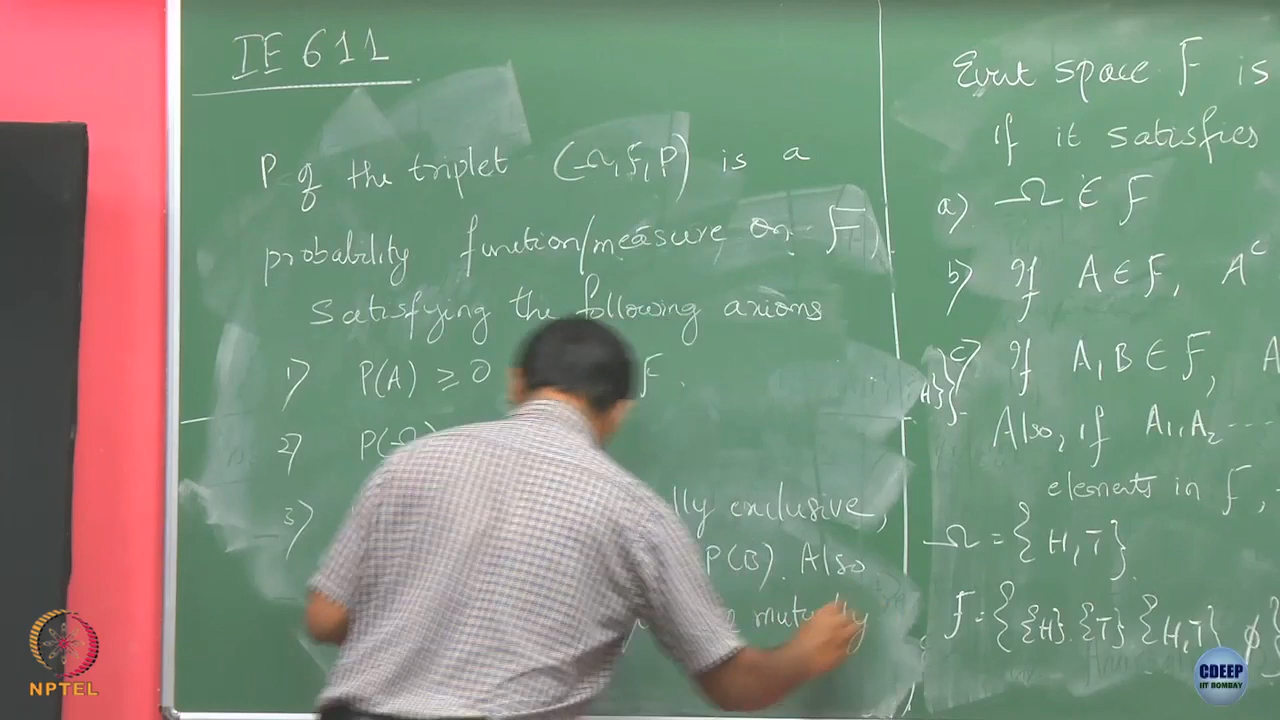 IE 611
P of the triplet (Ω, F, P) is a
probability function/measure on F,
satisfying the following axioms
1) P(A) ≥ 0 F.
2) P(Ω)
3) lly exclusive,
P(B). Also
mutually
Event space F is
if it satisfies
a) Ω ∈ F
b) If A ∈ F, A^c
c) If A, B ∈ F, A
Also, if A1, A2 ...
elements in F,
Ω = {H, T}.
F = {{H}, {T} {H,T}, ϕ}
NPTEL
CDEEP
IIT BOMBAY